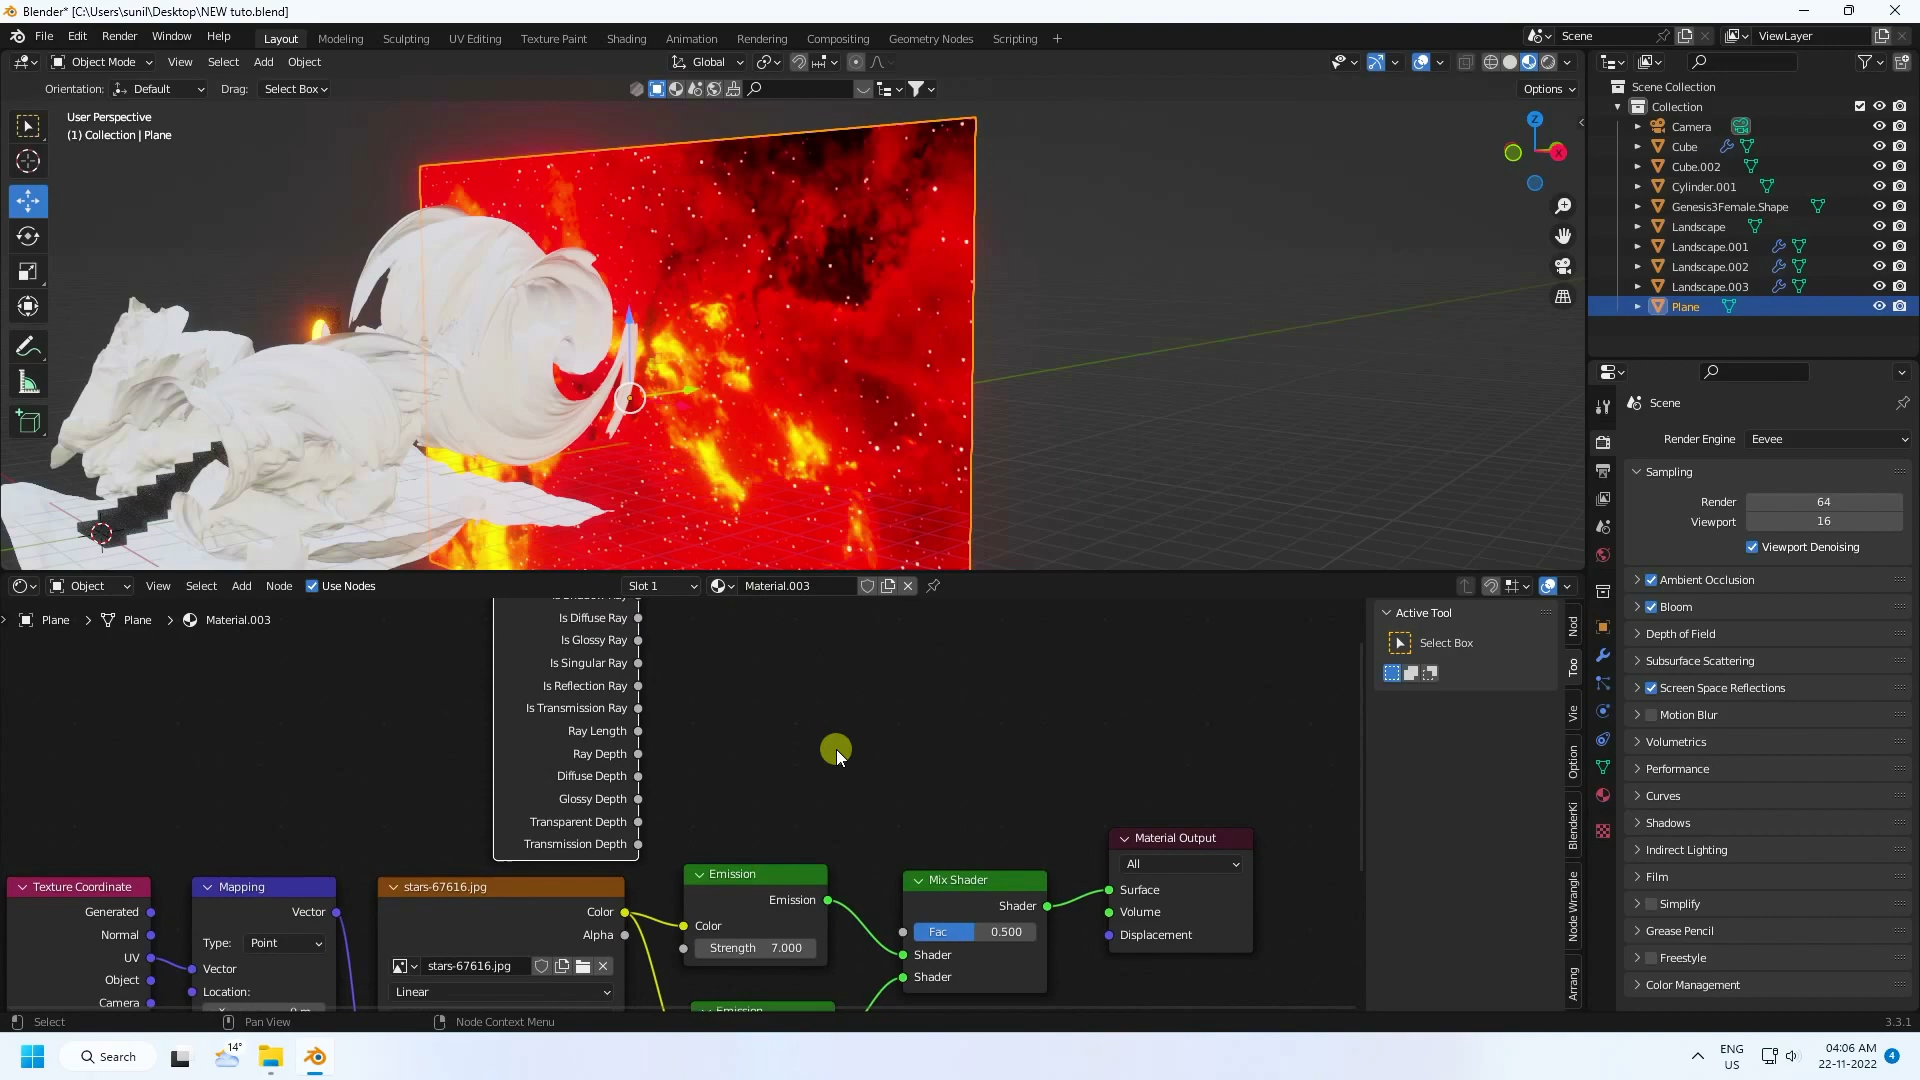 Blender* [C:\Users\sunil\Desktop\NEW tuto.blend]
File Edit Render Window Help Layout Modeling Sculpting UV Editing Texture Paint Shading Animation Rendering Compositing Geometry Nodes Scripting + Scene ViewLayer
Object Mode View Select Add Object Global
Orientation: Default Drag: Select Box Options
User Perspective
(1) Collection | Plane
Z
X
Scene Collection
Collection
Camera
Cube
Cube.002
Cylinder.001
Genesis3Female.Shape
Landscape
Landscape.001
Landscape.002
Landscape.003
Plane
Scene
Render Engine Eevee
Sampling
Render 64
Viewport 16
Viewport Denoising
Ambient Occlusion
Bloom
Depth of Field
Subsurface Scattering
Screen Space Reflections
Motion Blur
Volumetrics
Performance
Curves
Shadows
Indirect Lighting
Film
Simplify
Grease Pencil
Freestyle
Color Management
Object View Select Add Node Use Nodes Slot 1 Material.003
Plane > Plane > Material.003
Is Diffuse Ray
Is Glossy Ray
Is Singular Ray
Is Reflection Ray
Is Transmission Ray
Ray Length
Ray Depth
Diffuse Depth
Glossy Depth
Transparent Depth
Transmission Depth
Texture Coordinate
Generated
Normal
UV
Object
Camera
Mapping
Vector
Type: Point
Vector
Location:
stars-67616.jpg
Color
Alpha
stars-67616.jpg
Linear
Emission
Emission
Color
Strength 7.000
Emission
Mix Shader
Shader
Fac 0.500
Shader
Shader
Material Output
All
Surface
Volume
Displacement
Active Tool
Select Box
Nod
Too
Vie
Option
BlenderKi
Node Wrangle
Arrang
Select Pan View Node Context Menu 3.3.1
14°
Search
ENG
US
04:06 AM
22-11-2022
4